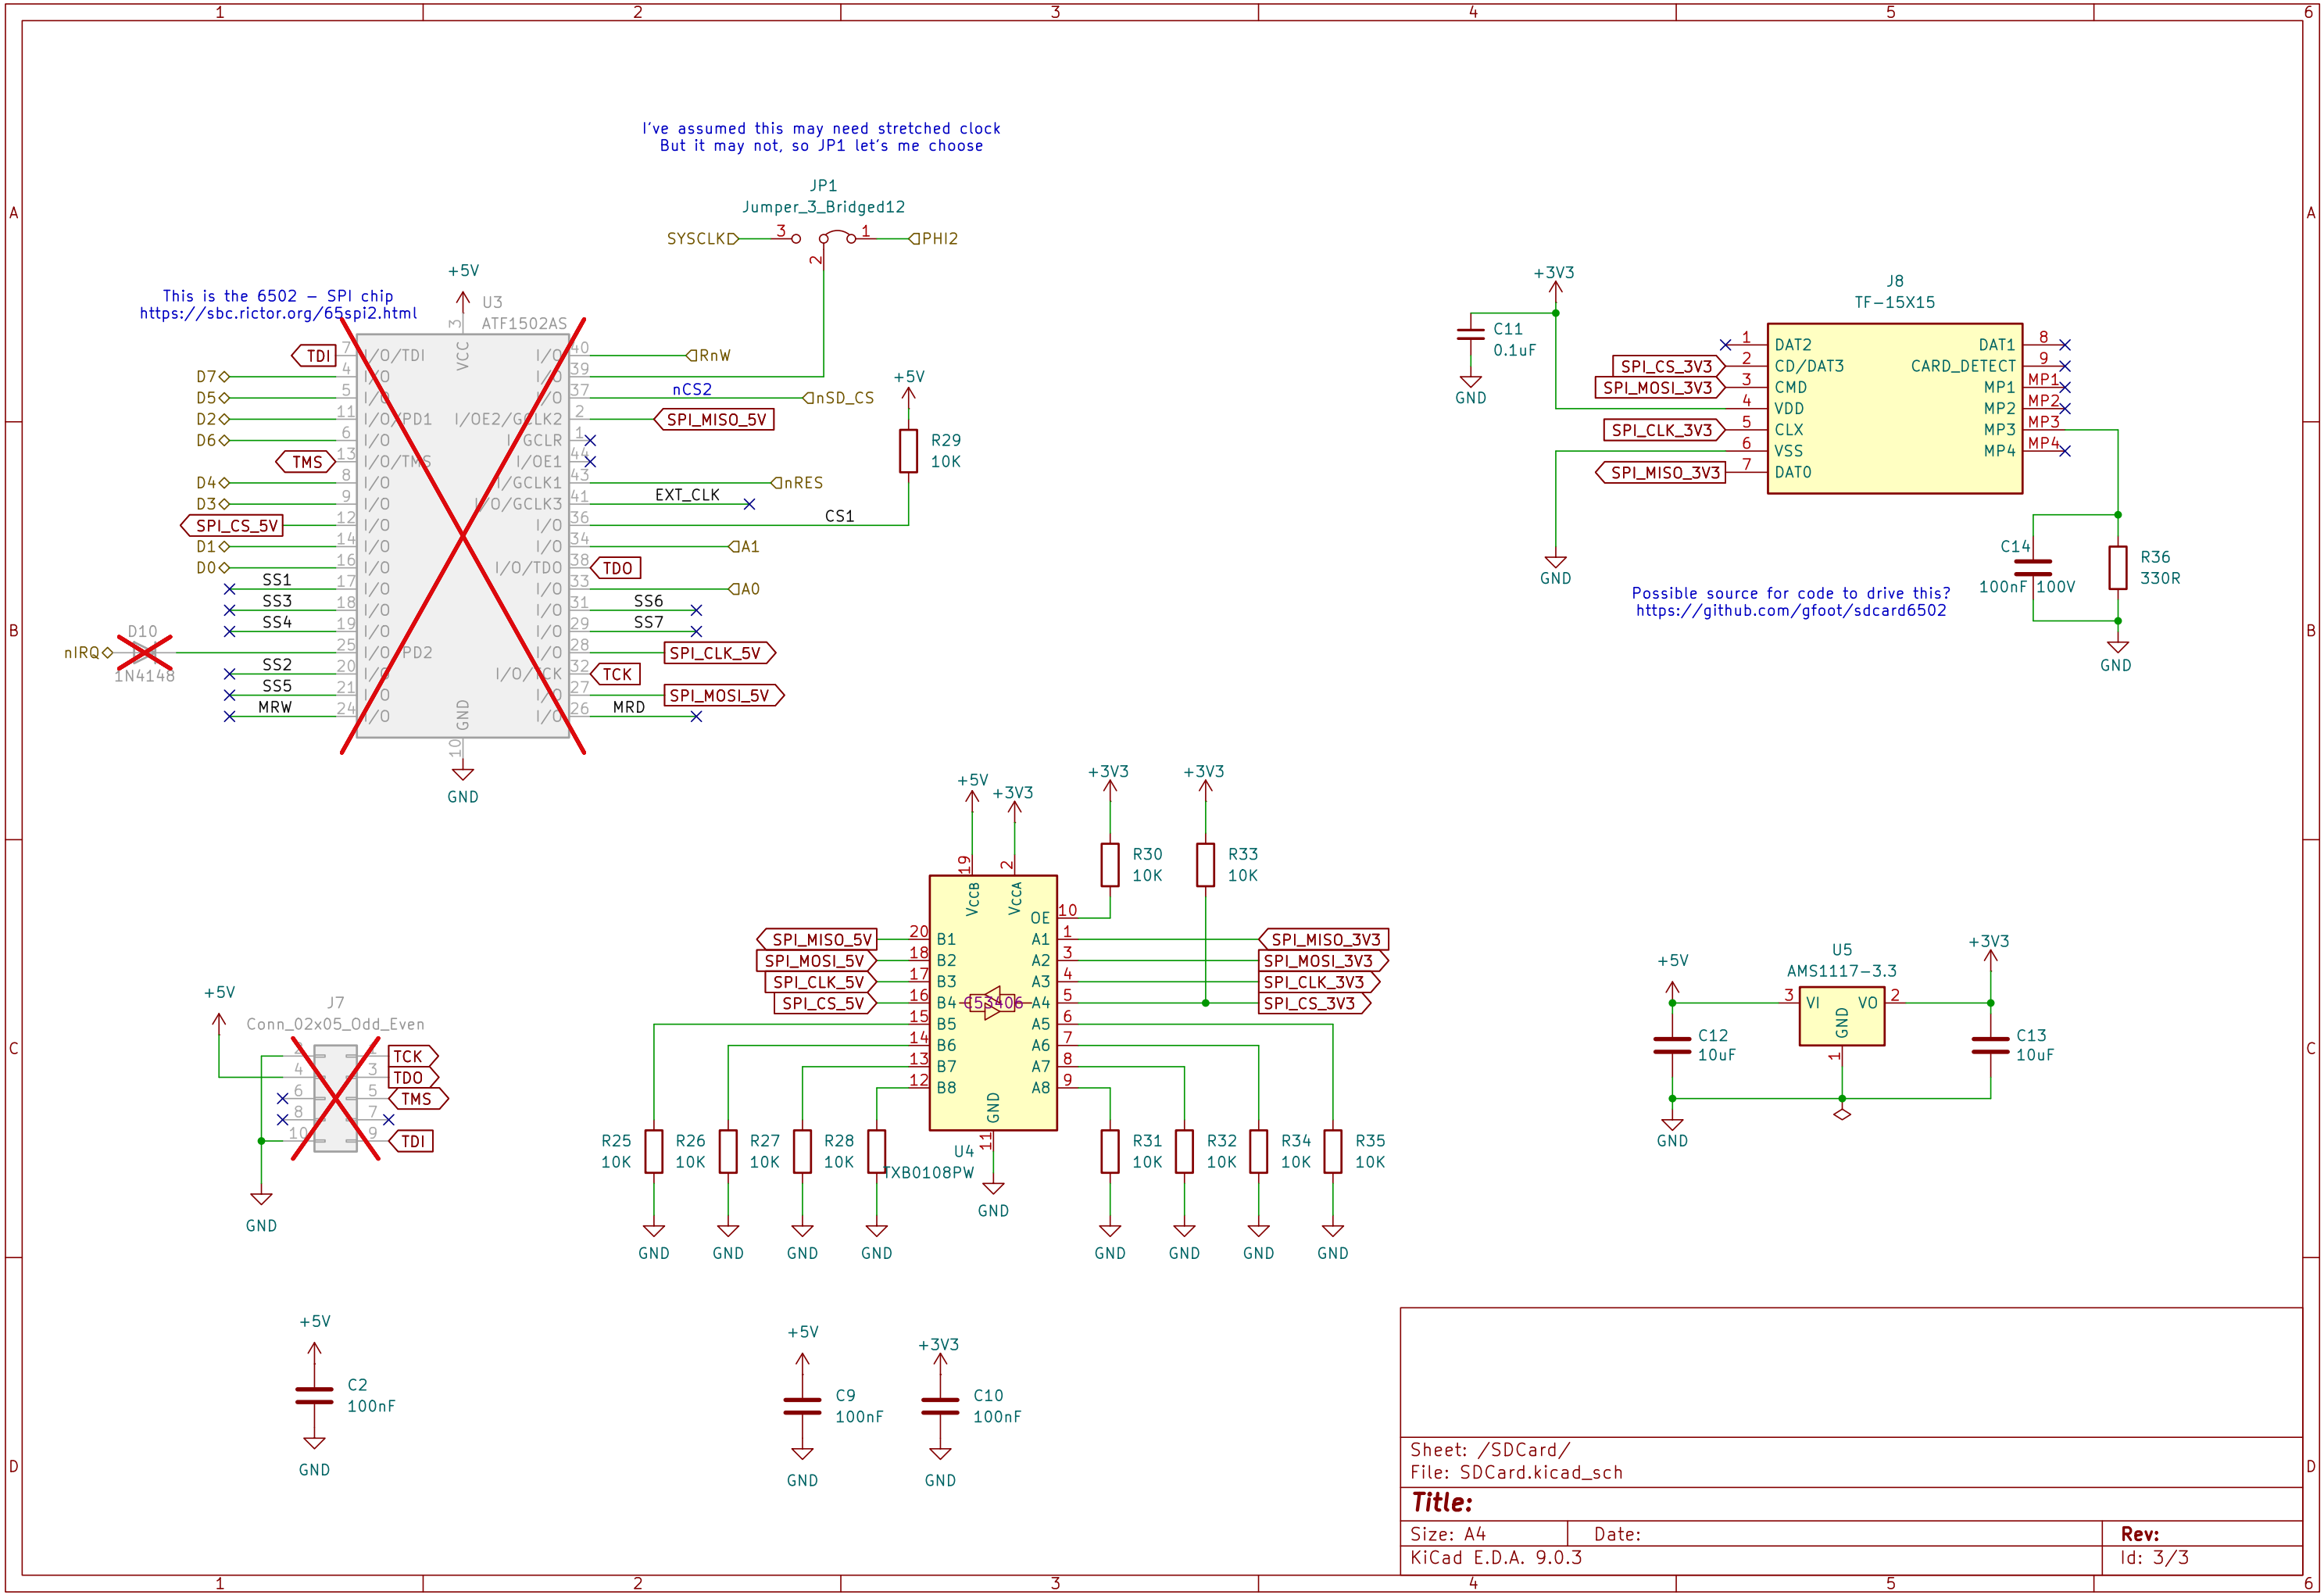 1 2 3 4 5 6
A
B
C
D
A
B
C
D
1 2 3 4 5 6
I've assumed this may need stretched clock
But it may not, so JP1 let's me choose
JP1
Jumper_3_Bridged12
SYSCLK
3
1
PHI2
2
This is the 6502 - SPI chip
https://sbc.rictor.org/65spi2.html
+5V
U3
ATF1502AS
3
VCC
TDI 7 I/O/TDI
D7 4 I/O
D5 5 I/O
D2 11 I/O/PD1
D6 6 I/O
TMS 13 I/O/TMS
D4 8 I/O
D3 9 I/O
SPI_CS_5V 12 I/O
D1 14 I/O
D0 16 I/O
SS1 17 I/O
SS3 18 I/O
SS4 19 I/O
nIRQ 25 I/O/PD2
D10
1N4148
SS2 20 I/O
SS5 21 I/O
MRW 24 I/O
I/O 40 RnW
I/O 39
I/O 37 nCS2 nSD_CS
I/OE2/GCLK2 2 SPI_MISO_5V
I/GCLR 1
I/OE1 44
I/GCLK1 43 nRES
I/O/GCLK3 41 EXT_CLK
I/O 36 CS1
I/O 34 A1
I/O/TDO 38 TDO
I/O 33 A0
I/O 31 SS6
I/O 29 SS7
I/O 28 SPI_CLK_5V
I/O/TCK 32 TCK
I/O 27 SPI_MOSI_5V
I/O 26 MRD
GND
10
GND
+5V
R29
10K
+3V3
C11
0.1uF
GND
GND
J8
TF-15X15
1 DAT2
SPI_CS_3V3 2 CD/DAT3
SPI_MOSI_3V3 3 CMD
4 VDD
SPI_CLK_3V3 5 CLX
6 VSS
SPI_MISO_3V3 7 DAT0
DAT1 8
CARD_DETECT 9
MP1 MP1
MP2 MP2
MP3 MP3
MP4 MP4
C14
100nF 100V
R36
330R
GND
Possible source for code to drive this?
https://github.com/gfoot/sdcard6502
+5V
+3V3
+3V3
+3V3
R30
10K
R33
10K
19
2
VCCB
VCCA
OE 10
SPI_MISO_5V 20 B1 A1 1 SPI_MISO_3V3
SPI_MOSI_5V 18 B2 A2 3 SPI_MOSI_3V3
SPI_CLK_5V 17 B3 A3 4 SPI_CLK_3V3
SPI_CS_5V 16 B4 C53406 A4 5 SPI_CS_3V3
15 B5 A5 6
14 B6 A6 7
13 B7 A7 8
12 B8 A8 9
GND
11
U4
TXB0108PW
GND
R25
10K
R26
10K
R27
10K
R28
10K
R31
10K
R32
10K
R34
10K
R35
10K
GND GND GND GND GND GND GND GND
+5V
J7
Conn_02x05_Odd_Even
2 1 TCK
4 3 TDO
6 5 TMS
8 7
10 9 TDI
GND
+5V
U5
AMS1117-3.3
+3V3
3 VI VO 2
GND
1
C12
10uF
C13
10uF
GND
+5V
C2
100nF
GND
+5V
C9
100nF
GND
+3V3
C10
100nF
GND
Sheet: /SDCard/
File: SDCard.kicad_sch
Title:
Size: A4 Date: Rev:
KiCad E.D.A. 9.0.3 Id: 3/3